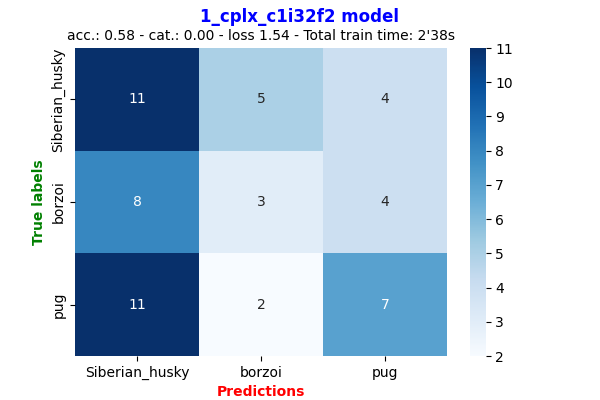 1_cplx_c1i32f2 model
acc.: 0.58 - cat.: 0.00 - loss 1.54 - Total train time: 2'38s
True labels
Siberian_husky
11
5
4
borzoi
8
3
4
pug
11
2
7
Siberian_husky
borzoi
pug
Predictions
11
10
9
8
7
6
5
4
3
2